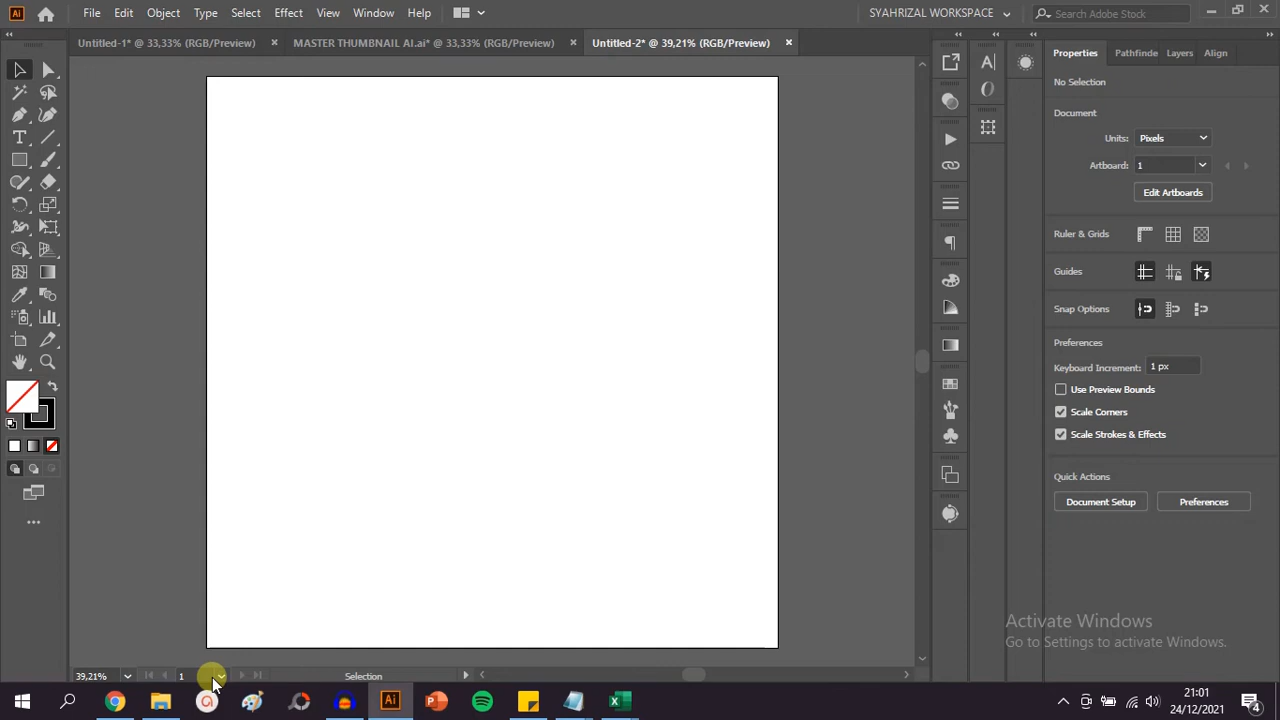 File Edit Object Type Select Effect View Window Help
SYAHRIZAL WORKSPACE
Search Adobe Stock
Untitled-1* @ 33,33% (RGB/Preview)
MASTER THUMBNAIL AI.ai* @ 33,33% (RGB/Preview)
Untitled-2* @ 39,21% (RGB/Preview)
Properties Pathfinde Layers Align
No Selection
Document
Units: Pixels
Artboard: 1
Edit Artboards
Ruler & Grids
Guides
Snap Options
Preferences
Keyboard Increment: 1 px
Use Preview Bounds
Scale Corners
Scale Strokes & Effects
Quick Actions
Document Setup Preferences
Activate Windows
Go to Settings to activate Windows.
39,21% 1 Selection
Ai
21:01
24/12/2021
4